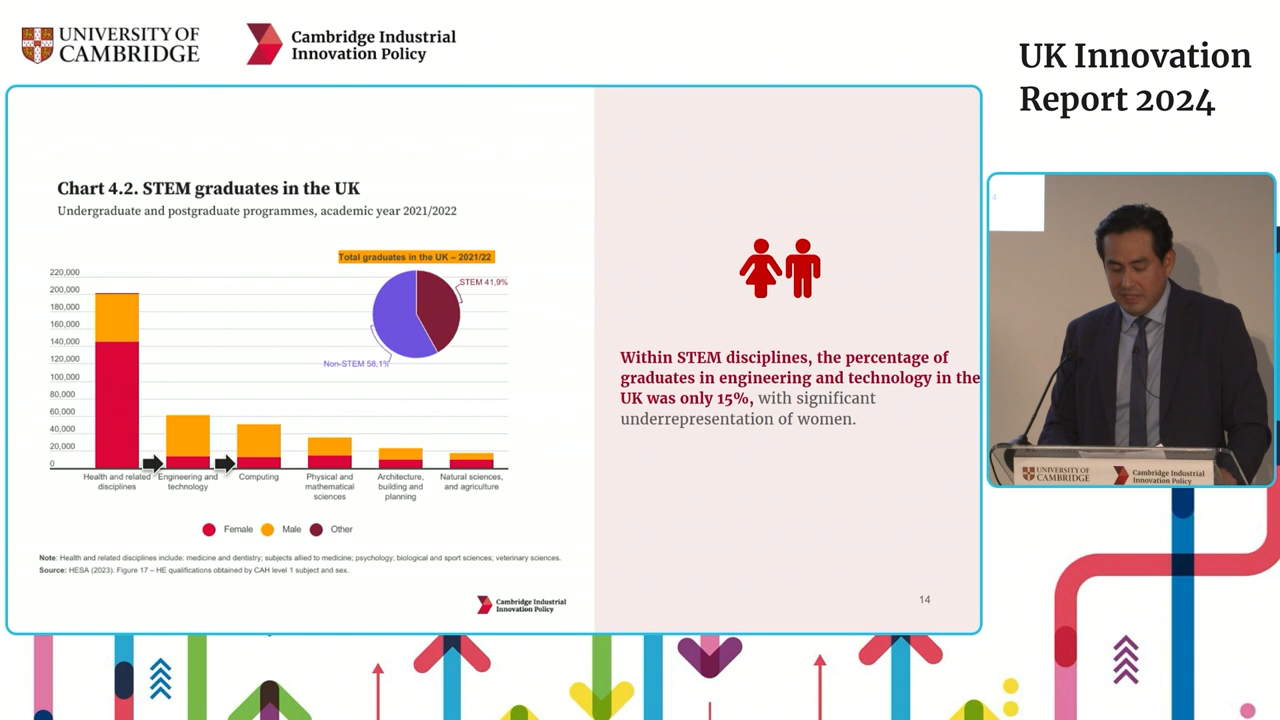 UNIVERSITY OF
CAMBRIDGE
Cambridge Industrial
Innovation Policy
UK Innovation
Report 2024
Chart 4.2. STEM graduates in the UK
Undergraduate and postgraduate programmes, academic year 2021/2022
Total graduates in the UK – 2021/22
STEM 41,9%
Non-STEM 58,1%
220,000
200,000
180,000
160,000
140,000
120,000
100,000
80,000
60,000
40,000
20,000
0
Health and related
disciplines
Engineering and
technology
Computing
Physical and
mathematical
sciences
Architecture,
building and
planning
Natural sciences,
and agriculture
Female
Male
Other
Note: Health and related disciplines include: medicine and dentistry; subjects allied to medicine; psychology; biological and sport sciences; veterinary sciences.
Source: HESA (2023). Figure 17 – HE qualifications obtained by CAH level 1 subject and sex.
Cambridge Industrial
Innovation Policy
Within STEM disciplines, the percentage of
graduates in engineering and technology in the
UK was only 15%, with significant
underrepresentation of women.
14
4
UNIVERSITY OF
CAMBRIDGE
Cambridge Industrial
Innovation Policy